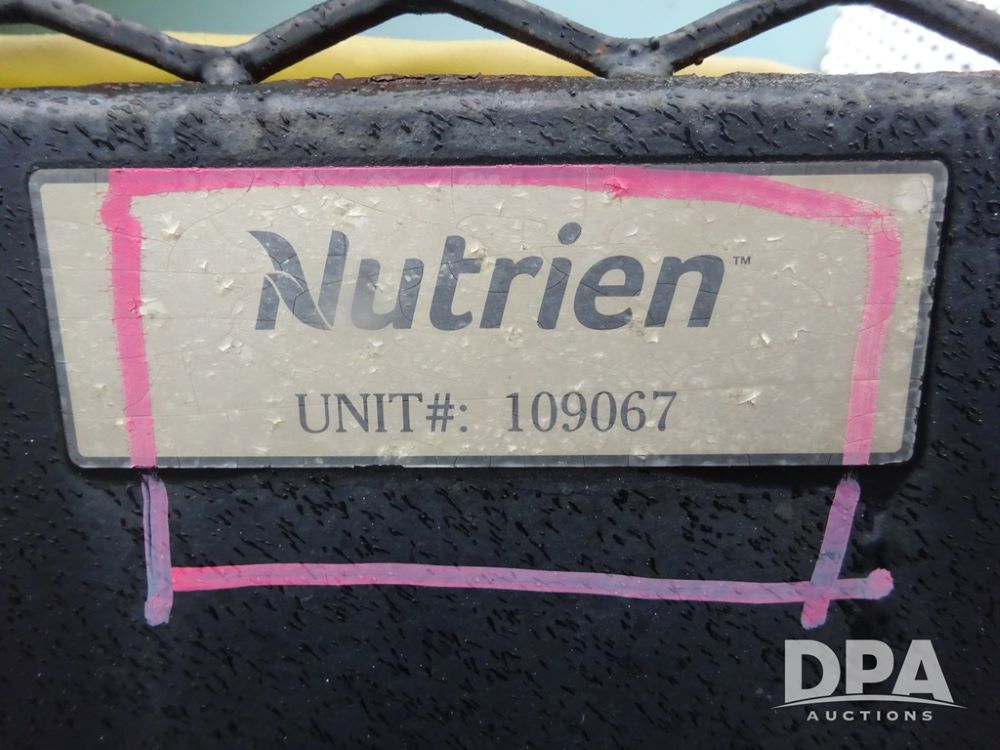 Nutrien™
UNIT#: 109067
DPA
AUCTIONS